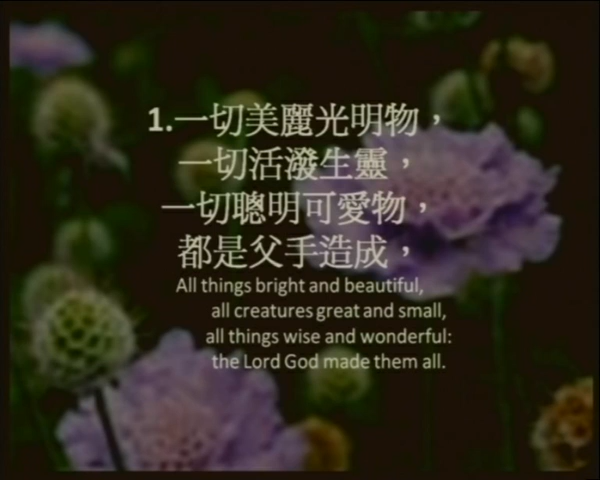 1.一切美麗光明物，
一切活潑生靈，
一切聰明可愛物，
都是父手造成，
All things bright and beautiful,
all creatures great and small,
all things wise and wonderful:
the Lord God made them all.